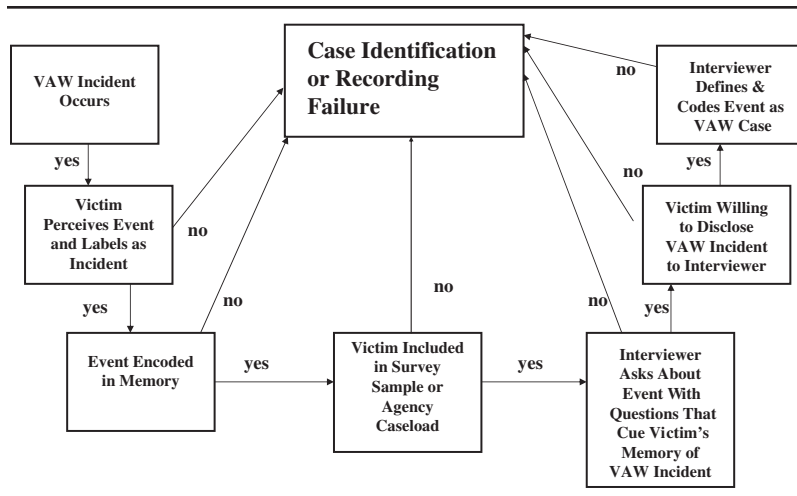 VAW Incident
Occurs
yes
Victim
Perceives Event
and Labels as
Incident
no
yes
Event Encoded
in Memory
no
yes
Case Identification
or Recording
Failure
Victim Included
in Survey
Sample or
Agency
Caseload
no
yes
Interviewer
Asks About
Event With
Questions That
Cue Victim's
Memory of
VAW Incident
no
yes
Victim Willing
to Disclose
VAW Incident
to Interviewer
no
yes
Interviewer
Defines &
Codes Event as
VAW Case
no